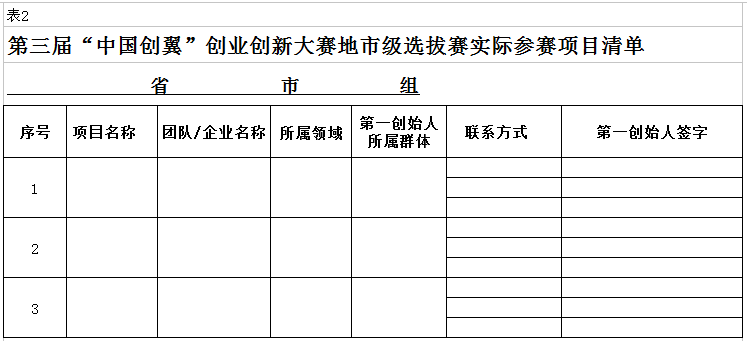 表2
第三届“中国创翼”创业创新大赛地市级选拔赛实际参赛项目清单
省 市 组
序号 项目名称 团队/企业名称 所属领域 第一创始人所属群体 联系方式 第一创始人签字
1
2
3